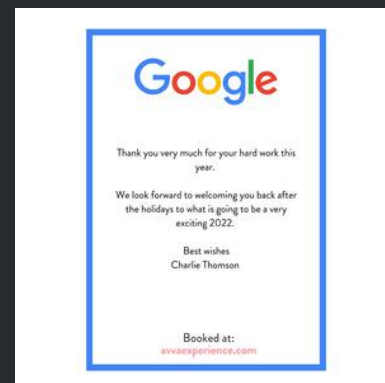 Google
Thank you very much for your hard work this
year.
We look forward to welcoming you back after
the holidays to what is going to be a very
exciting 2022.
Best wishes
Charlie Thomson
Booked at:
avvaexperience.com